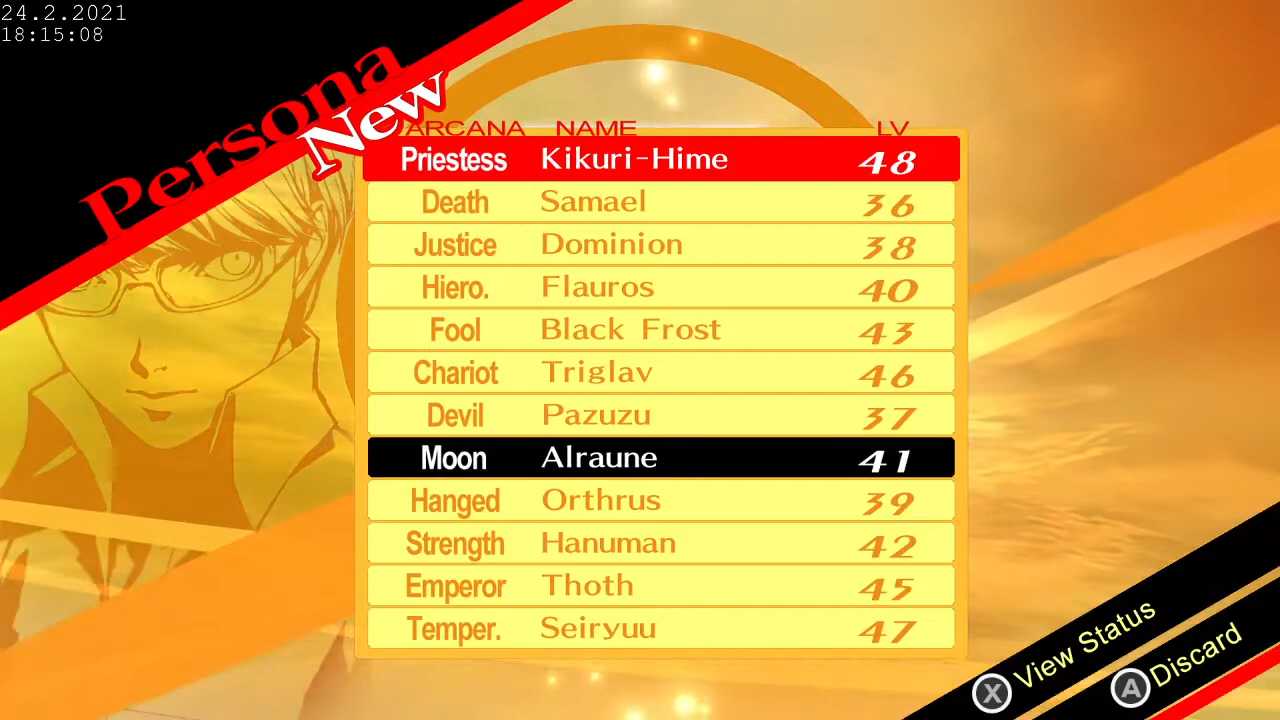 24.2.2021
18:15:08
Persona
New
ARCANA NAME LV
Priestess Kikuri-Hime 48
Death Samael 36
Justice Dominion 38
Hiero. Flauros 40
Fool Black Frost 43
Chariot Triglav 46
Devil Pazuzu 37
Moon Alraune 41
Hanged Orthrus 39
Strength Hanuman 42
Emperor Thoth 45
Temper. Seiryuu 47
X View Status
A Discard